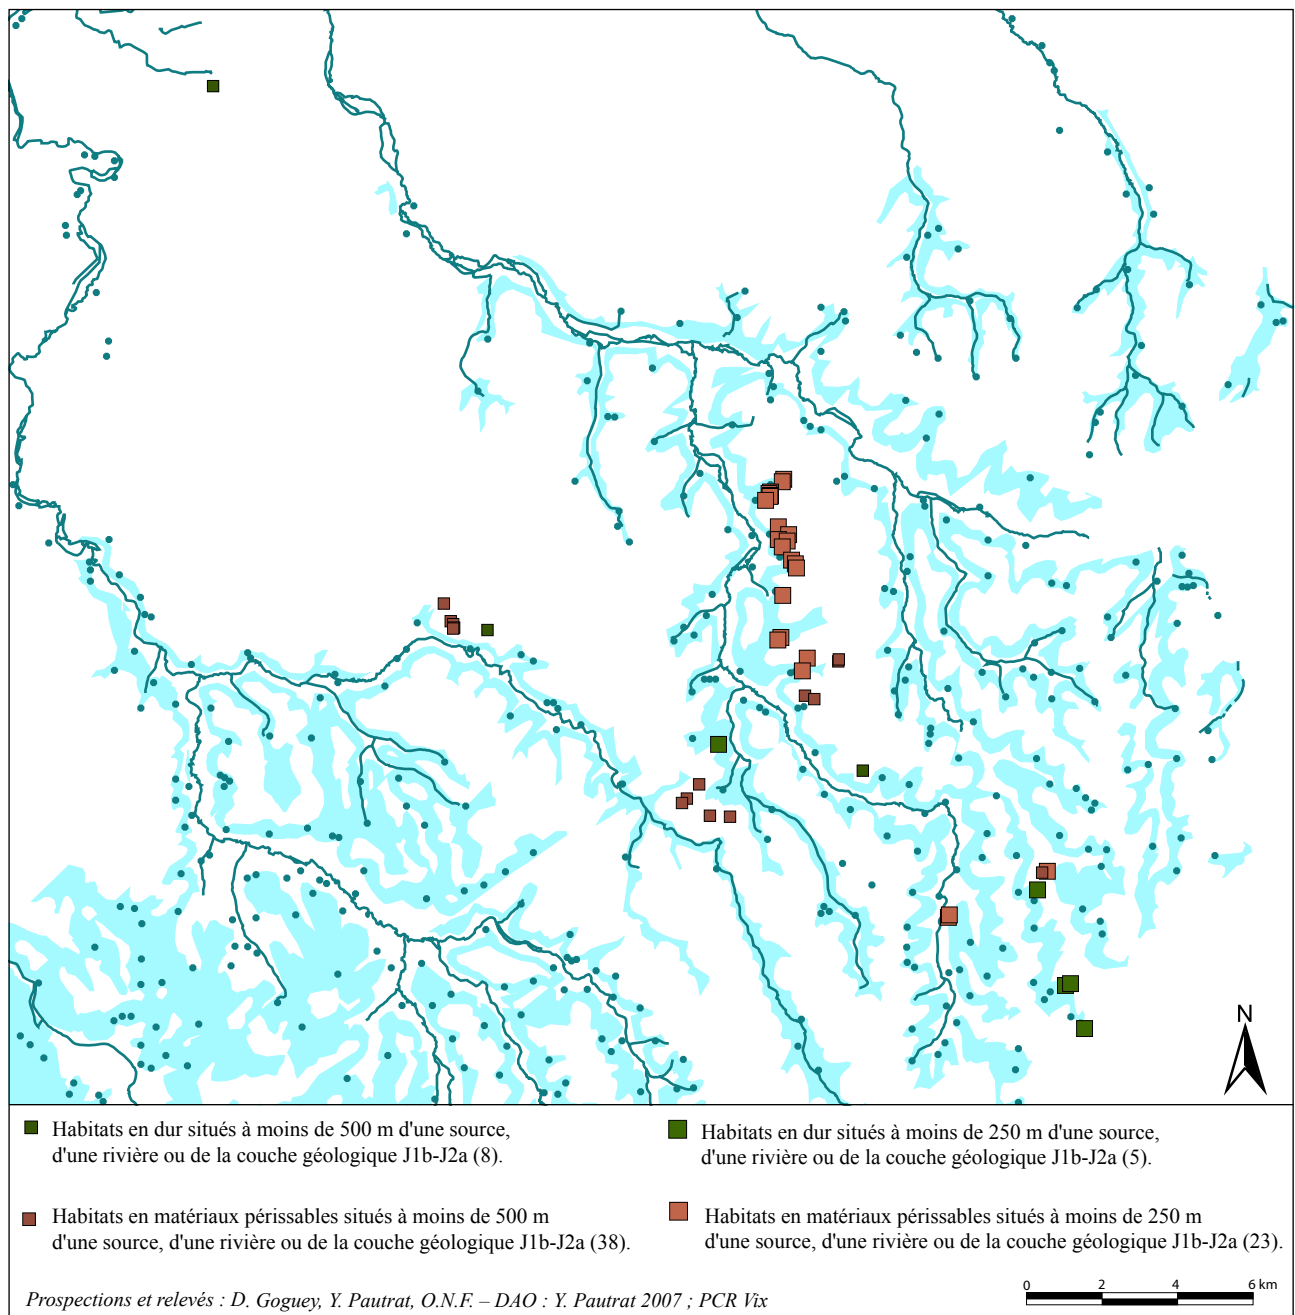 N
Habitats en dur situés à moins de 500 m d'une source,
d'une rivière ou de la couche géologique J1b-J2a (8).
Habitats en dur situés à moins de 250 m d'une source,
d'une rivière ou de la couche géologique J1b-J2a (5).
Habitats en matériaux périssables situés à moins de 500 m
d'une source, d'une rivière ou de la couche géologique J1b-J2a (38).
Habitats en matériaux périssables situés à moins de 250 m
d'une source, d'une rivière ou de la couche géologique J1b-J2a (23).
Prospections et relevés : D. Goguey, Y. Pautrat, O.N.F. – DAO : Y. Pautrat 2007 ; PCR Vix
0 2 4 6 km